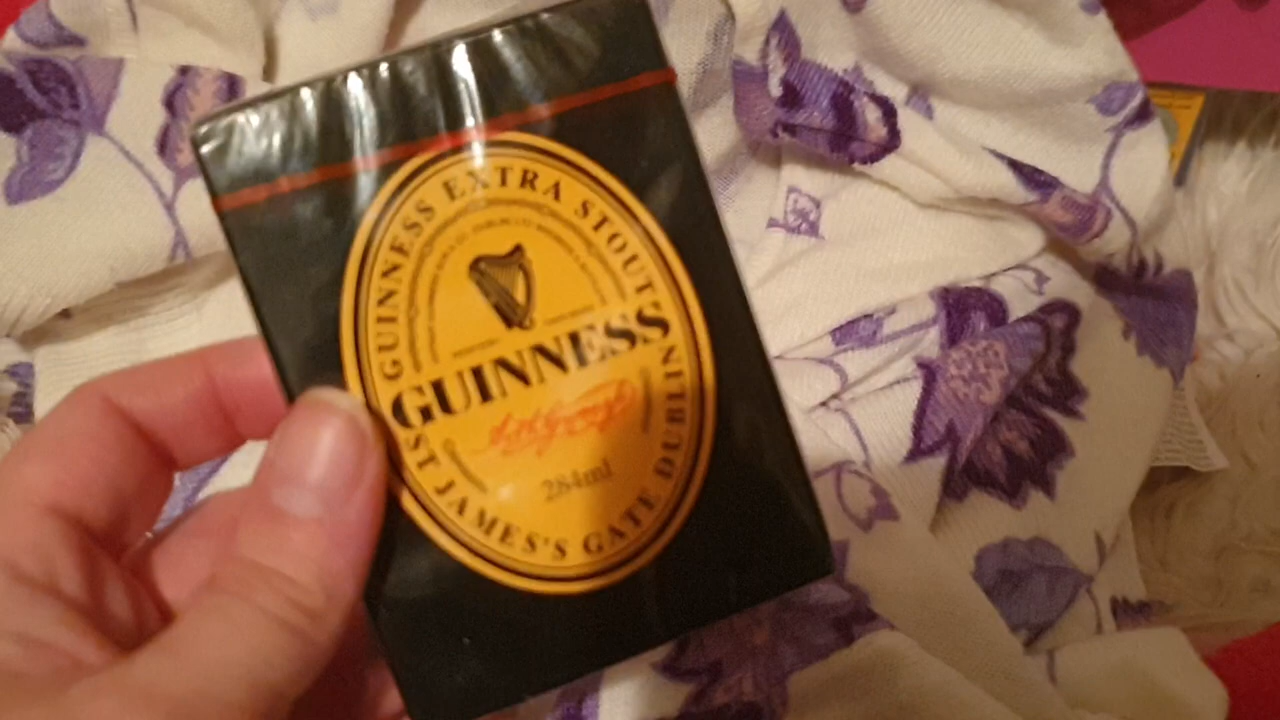 GUINNESS EXTRA STOUT
GUINNESS
284ml
ST JAMES'S GATE DUBLIN